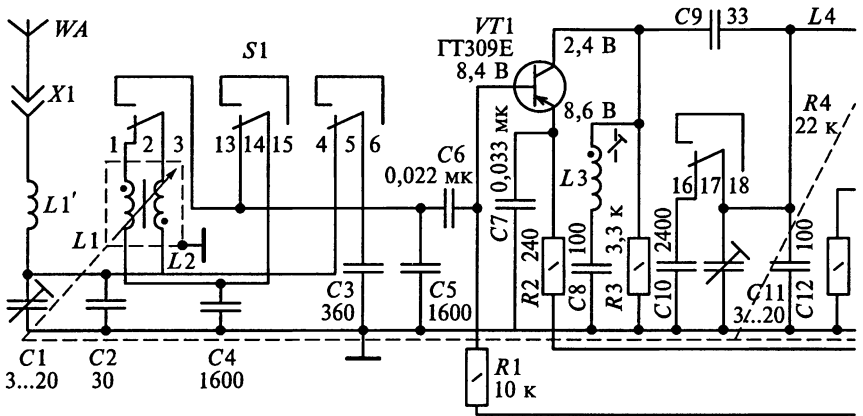 WA
X1
S1
VT1
ГТ309Е
8,4 В
2,4 В
8,6 В
C9
33
L4
R4
22 к
1 2 3
13 14 15
4 5 6
16 17 18
C6
0,022 мк
C7
0,033 мк
L1'
L1
L2
L3
C1
3...20
C2
30
C4
1600
C3
360
C5
1600
R1
10 к
R2 240
C8 100
R3 3,3 к
C10 2400
C11
3...20
C12 100